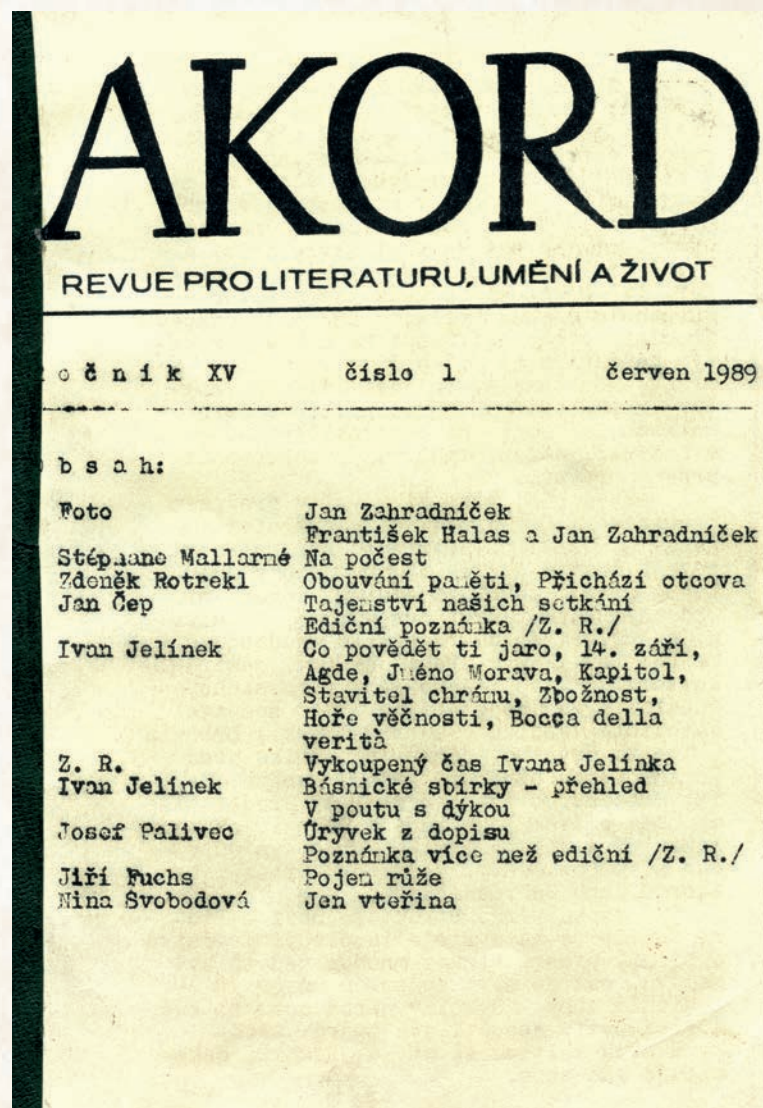 AKORD
REVUE PRO LITERATURU, UMĚNÍ A ŽIVOT
očník XV číslo 1 červen 1989
bsah:
Foto Jan Zahradníček
František Halas a Jan Zahradníček
Stéphane Mallarmé Na počest
Zdeněk Rotrekl Obouvání paměti, Přichází otcova
Jan Čep Tajemství našich setkání
Ediční poznámka /Z. R./
Ivan Jelínek Co povědět ti jaro, 14. září,
Agde, Jméno Morava, Kapitol,
Stavitel chrámu, Zbožnost,
Hoře věčnosti, Bocca della
verità
Z. R. Vykoupený čas Ivana Jelínka
Ivan Jelínek Básnické sbírky - přehled
V poutu s dýkou
Josef Palivec Úryvek z dopisu
Poznámka více než ediční /Z. R./
Jiří Fuchs Pojem růže
Nina Svobodová Jen vteřina